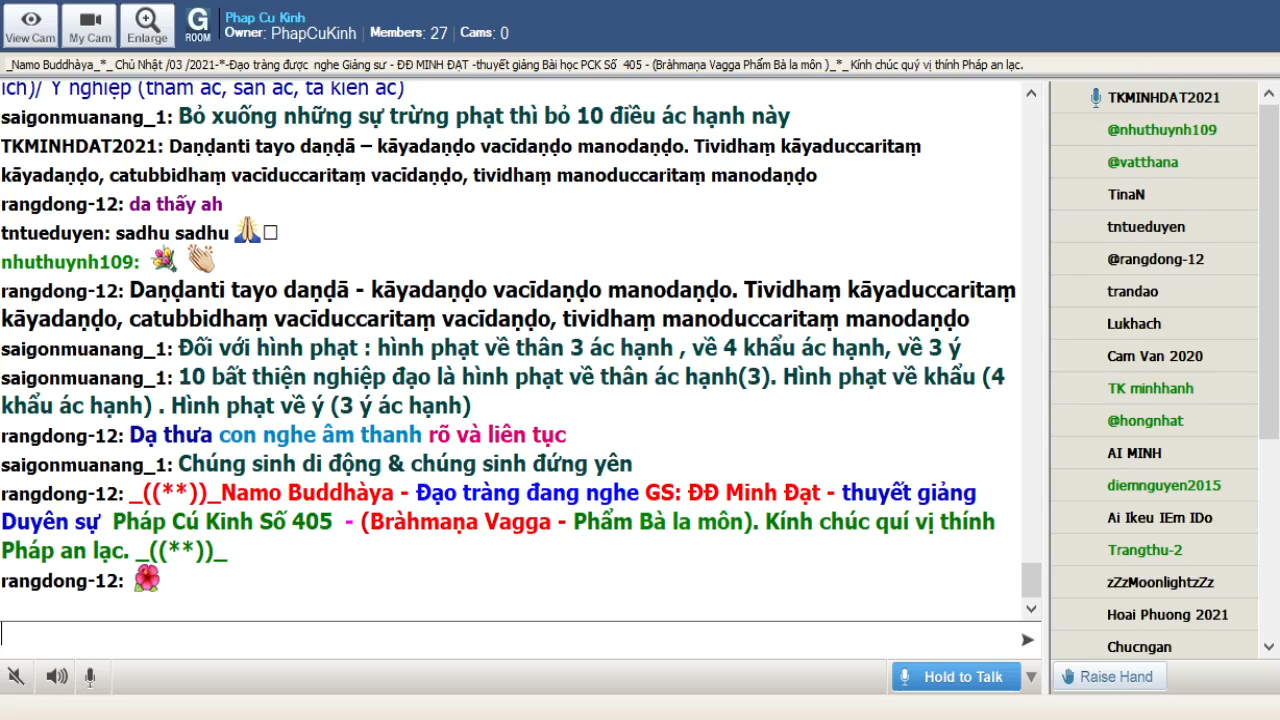 View Cam
My Cam
Enlarge
G
ROOM
Phap Cu Kinh
Owner: PhapCuKinh | Members: 27 | Cams: 0
_Namo Buddhàya_*_ Chủ Nhật /03 /2021-*-Đạo tràng được nghe Giảng sư - ĐĐ MINH ĐẠT -thuyết giảng Bài học PCK Số 405 - (Bràhmaṇa Vagga Phẩm Bà la môn )_*_ Kính chúc quý vị thính Pháp an lạc.
ích)/ Ý nghiệp (tham ác, sân ác, tà kiến ác)
saigonmuanang_1: Bỏ xuống những sự trừng phạt thì bỏ 10 điều ác hạnh này
TKMINHDAT2021: Daṇḍanti tayo daṇḍā – kāyadaṇḍo vacīdaṇḍo manodaṇḍo. Tividhaṃ kāyaduccaritaṃ
kāyadaṇḍo, catubbidhaṃ vacīduccaritaṃ vacīdaṇḍo, tividhaṃ manoduccaritaṃ manodaṇḍo
rangdong-12: da thấy ah
tntueduyen: sadhu sadhu 🙏□
nhuthuynh109: 💐 👏
rangdong-12: Daṇḍanti tayo daṇḍā - kāyadaṇḍo vacīdaṇḍo manodaṇḍo. Tividhaṃ kāyaduccaritaṃ
kāyadaṇḍo, catubbidhaṃ vacīduccaritaṃ vacīdaṇḍo, tividhaṃ manoduccaritaṃ manodaṇḍo
saigonmuanang_1: Đối với hình phạt : hình phạt về thân 3 ác hạnh , về 4 khẩu ác hạnh, về 3 ý
saigonmuanang_1: 10 bất thiện nghiệp đạo là hình phạt về thân ác hạnh(3). Hình phạt về khẩu (4
khẩu ác hạnh) . Hình phạt về ý (3 ý ác hạnh)
rangdong-12: Dạ thưa con nghe âm thanh rõ và liên tục
saigonmuanang_1: Chúng sinh di động & chúng sinh đứng yên
rangdong-12: _((**))_Namo Buddhàya - Đạo tràng đang nghe GS: ĐĐ Minh Đạt - thuyết giảng
Duyên sự Pháp Cú Kinh Số 405 - (Bràhmaṇa Vagga - Phẩm Bà la môn). Kính chúc quí vị thính
Pháp an lạc. _((**))_
rangdong-12: 🌺
Hold to Talk
TKMINHDAT2021
@nhuthuynh109
@vatthana
TinaN
tntueduyen
@rangdong-12
trandao
Lukhach
Cam Van 2020
TK minhhanh
@hongnhat
AI MINH
diemnguyen2015
Ai Ikeu IEm IDo
Trangthu-2
zZzMoonlightzZz
Hoai Phuong 2021
Chucngan
Raise Hand